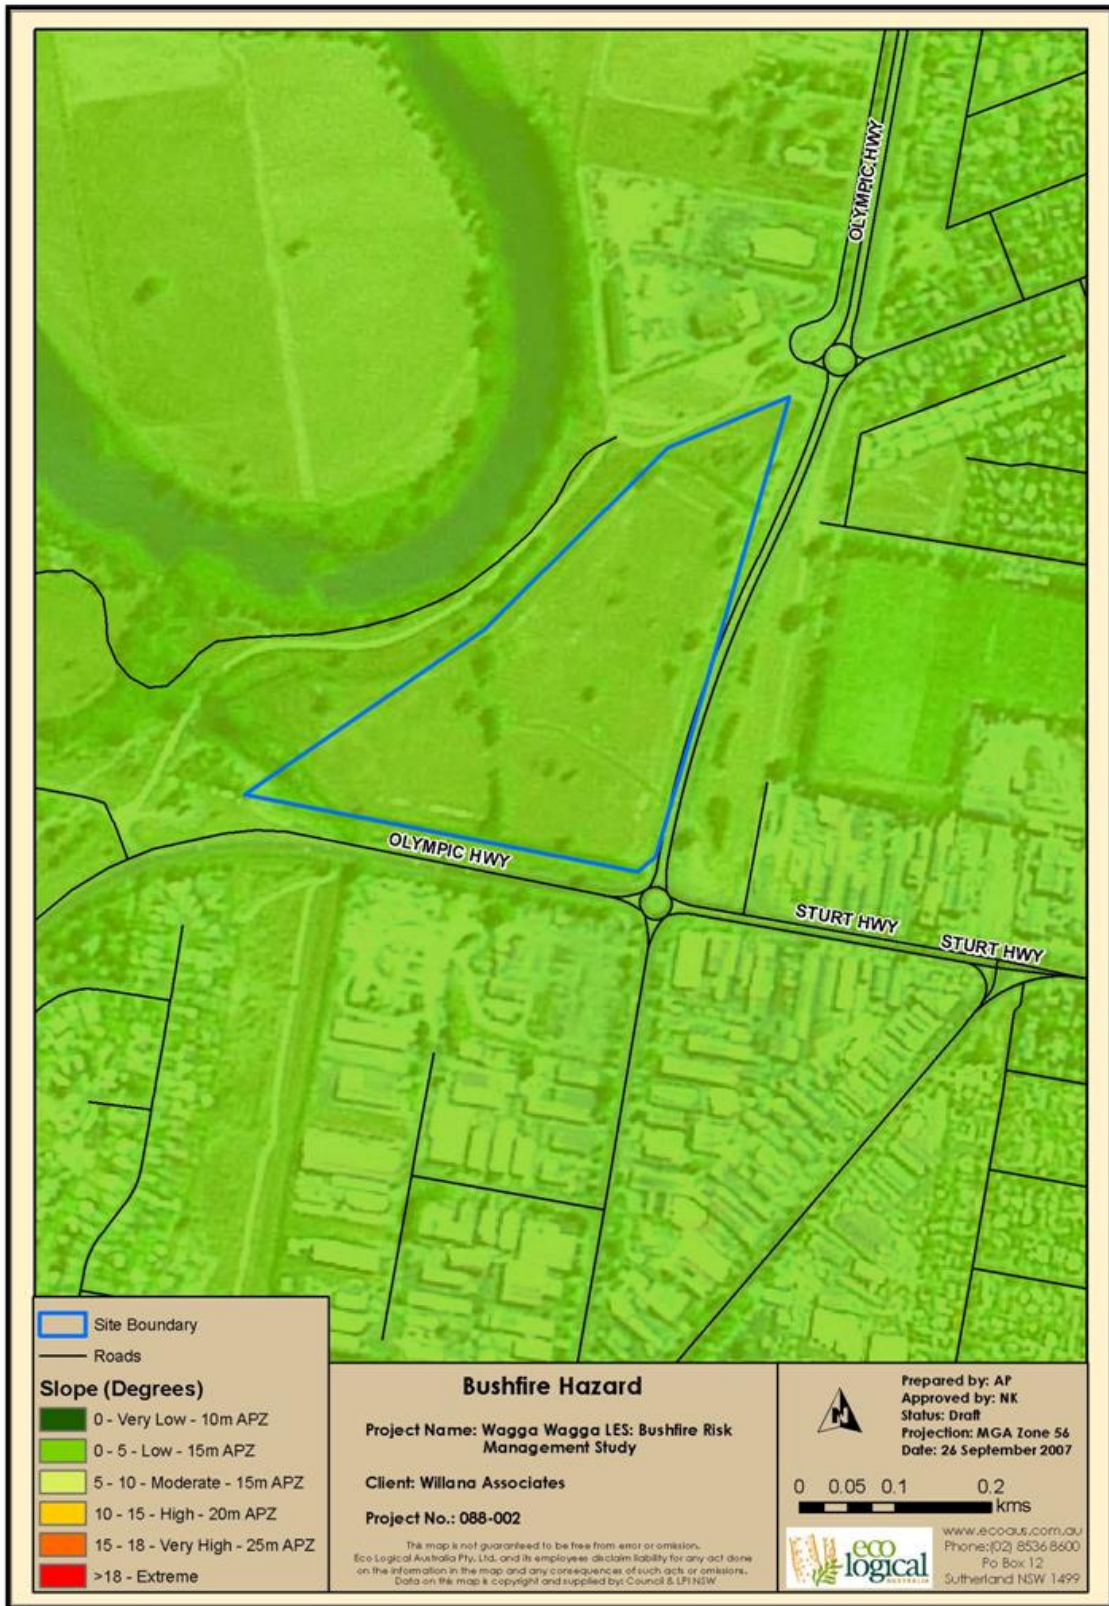 OLYMPIC HWY
OLYMPIC HWY
STURT HWY
STURT HWY
Site Boundary
Roads
Slope (Degrees)
0 - Very Low - 10m APZ
0 - 5 - Low - 15m APZ
5 - 10 - Moderate - 15m APZ
10 - 15 - High - 20m APZ
15 - 18 - Very High - 25m APZ
>18 - Extreme
Bushfire Hazard
Project Name: Wagga Wagga LES: Bushfire Risk
Management Study
Client: Willana Associates
Project No.: 088-002
This map is not guaranteed to be free from error or omission.
Eco Logical Australia Pty. Ltd. and its employees disclaim liability for any act done
on the information in the map and any consequences of such acts or omissions.
Data on this map is copyright and supplied by: Council & LPI NSW
N
Prepared by: AP
Approved by: NK
Status: Draft
Projection: MGA Zone 56
Date: 26 September 2007
0 0.05 0.1 0.2
kms
eco
logical
AUSTRALIA
www.ecoaus.com.au
Phone:(02) 8536 8600
Po Box 12
Sutherland NSW 1499